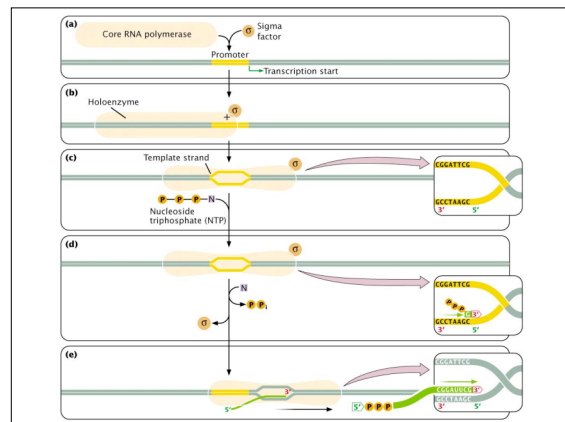 (a)
Core RNA polymerase
σ
Sigma
factor
Promoter
Transcription start
(b)
Holoenzyme
+
σ
(c)
Template strand
σ
P P P N
Nucleoside
triphosphate (NTP)
CGGATTCG
GCCTAAGC
3' 5'
(d)
σ
N
P Pi
σ
P P P
G 3'
GCCTAAGC
3' 5'
(e)
3'
5'
5' P P P
CGGATTCG
CGGAUUCG 3'
GCCTAAGC
3' 5'